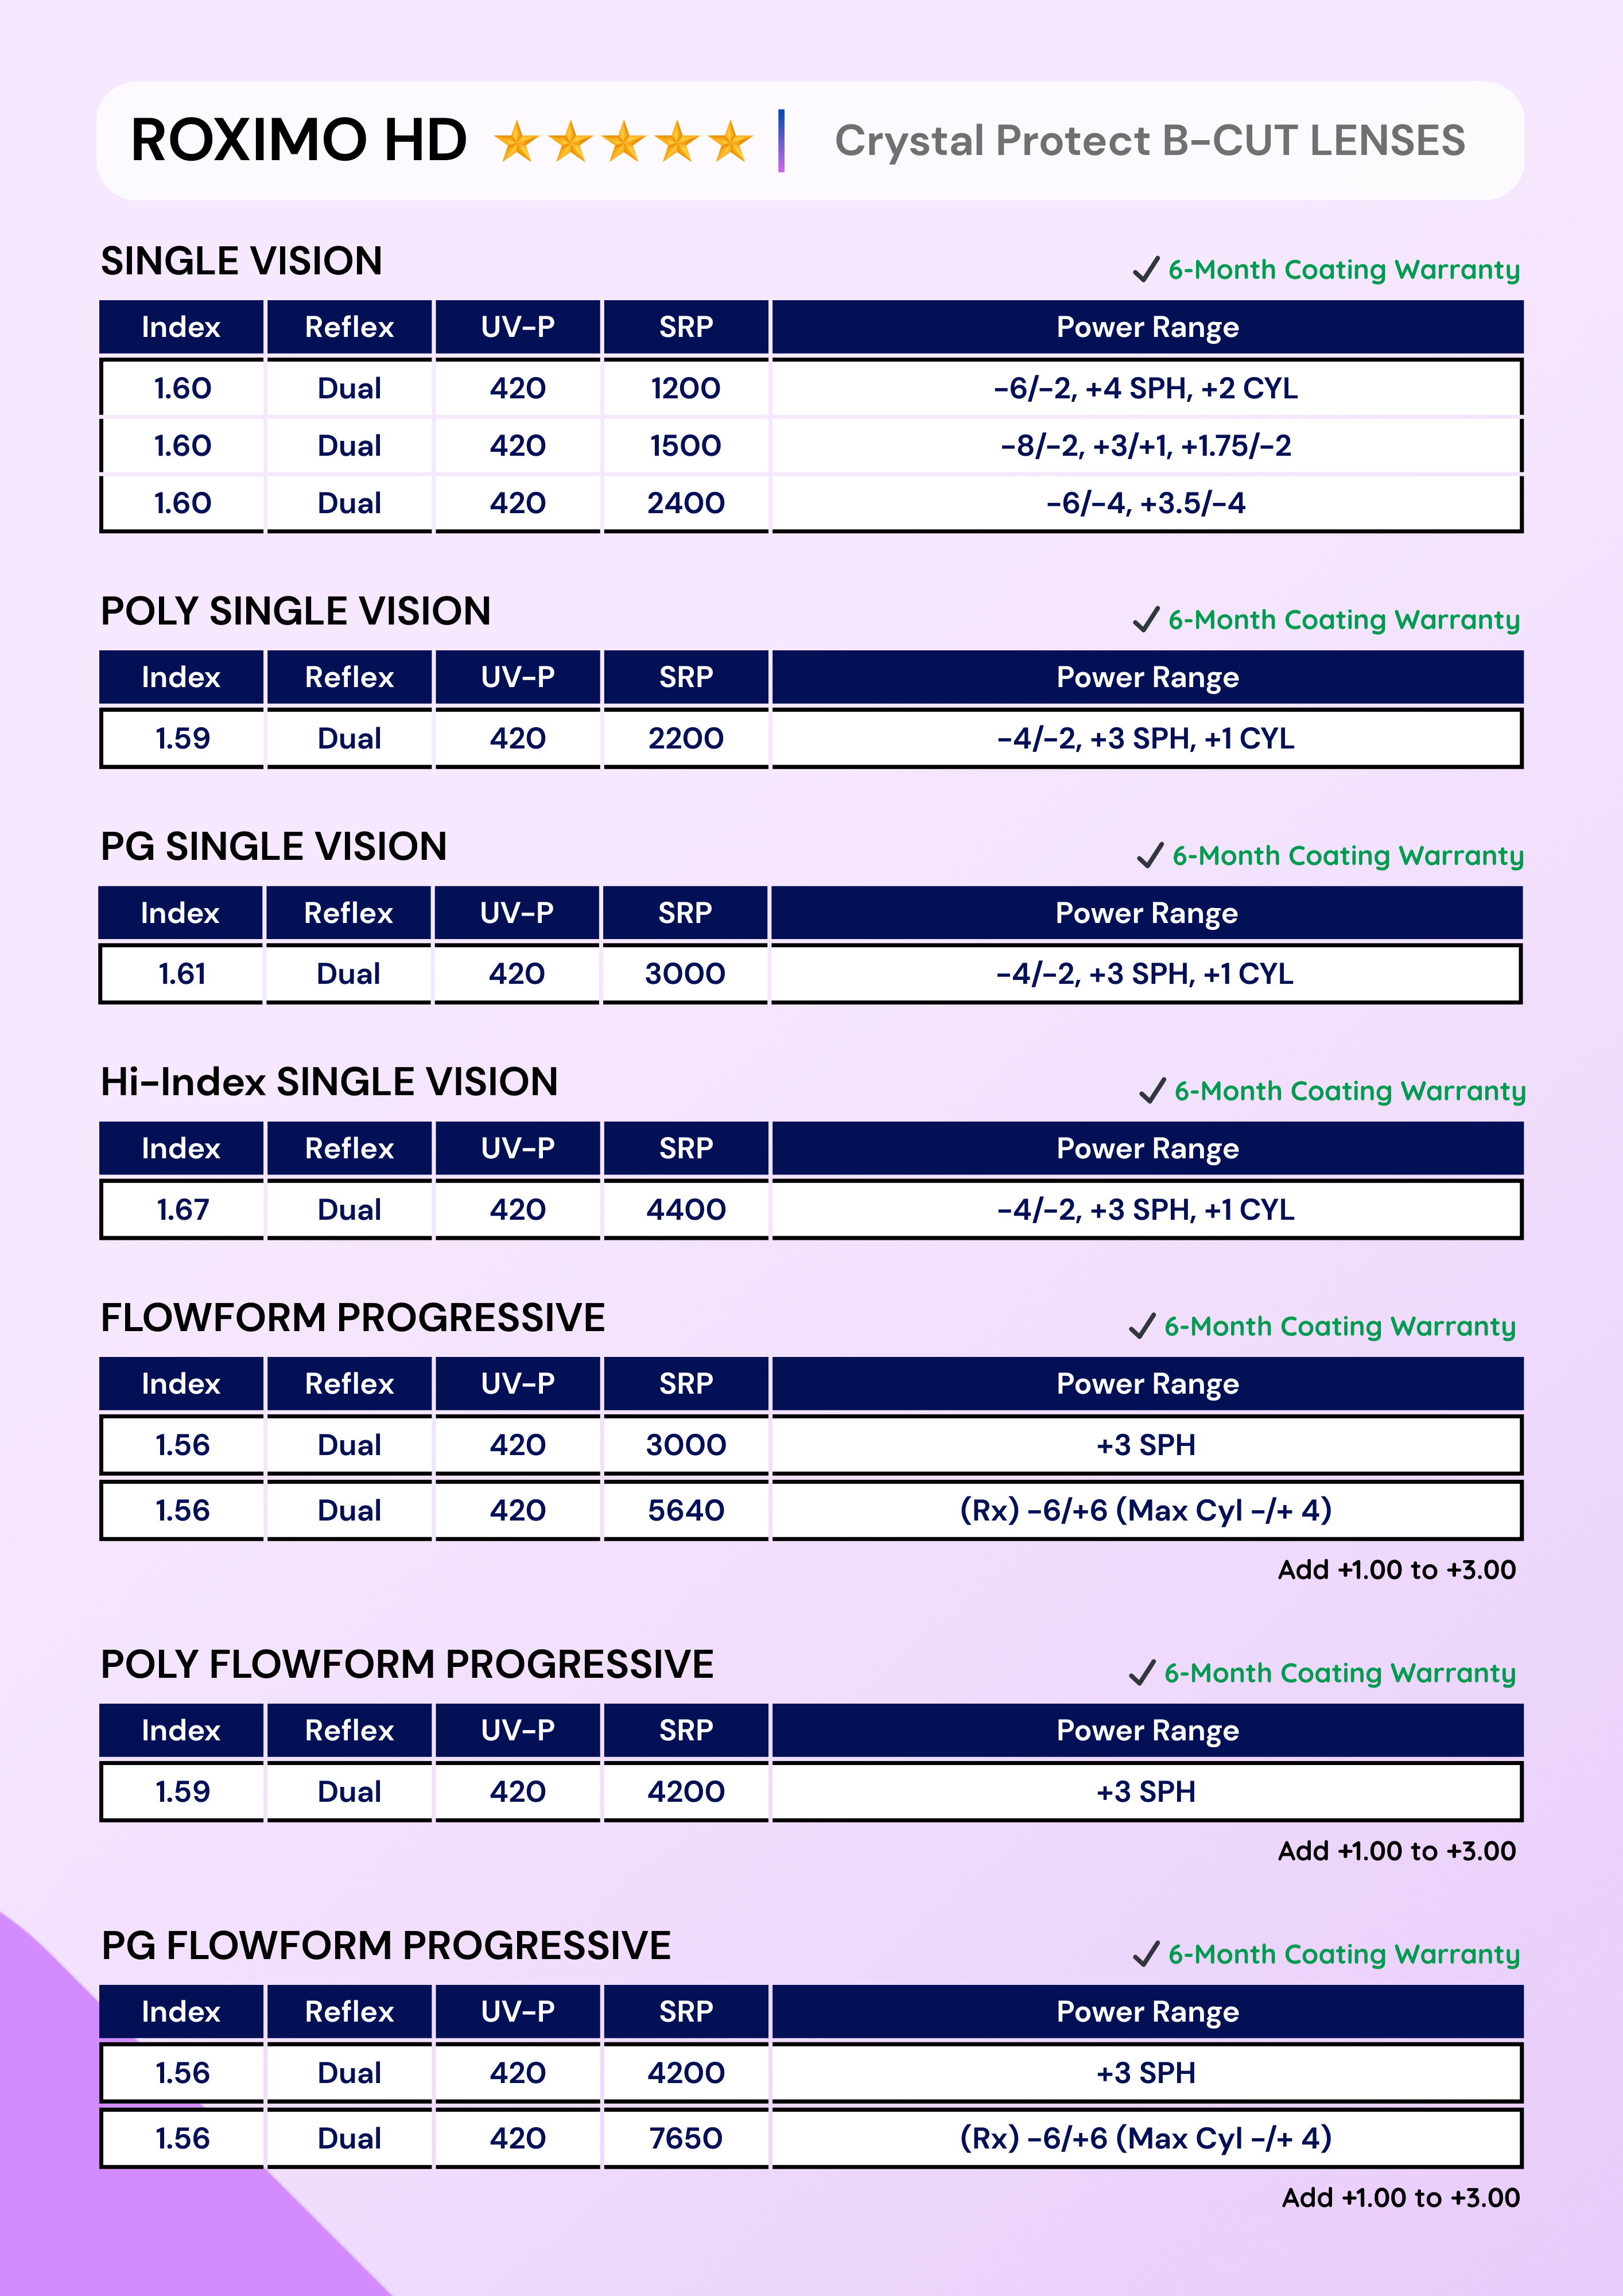 ROXIMO HD Crystal Protect B-CUT LENSES
SINGLE VISION
6-Month Coating Warranty
Index Reflex UV-P SRP Power Range
1.60 Dual 420 1200 -6/-2, +4 SPH, +2 CYL
1.60 Dual 420 1500 -8/-2, +3/+1, +1.75/-2
1.60 Dual 420 2400 -6/-4, +3.5/-4
POLY SINGLE VISION
6-Month Coating Warranty
Index Reflex UV-P SRP Power Range
1.59 Dual 420 2200 -4/-2, +3 SPH, +1 CYL
PG SINGLE VISION
6-Month Coating Warranty
Index Reflex UV-P SRP Power Range
1.61 Dual 420 3000 -4/-2, +3 SPH, +1 CYL
Hi-Index SINGLE VISION
6-Month Coating Warranty
Index Reflex UV-P SRP Power Range
1.67 Dual 420 4400 -4/-2, +3 SPH, +1 CYL
FLOWFORM PROGRESSIVE
6-Month Coating Warranty
Index Reflex UV-P SRP Power Range
1.56 Dual 420 3000 +3 SPH
1.56 Dual 420 5640 (Rx) -6/+6 (Max Cyl -/+ 4)
Add +1.00 to +3.00
POLY FLOWFORM PROGRESSIVE
6-Month Coating Warranty
Index Reflex UV-P SRP Power Range
1.59 Dual 420 4200 +3 SPH
Add +1.00 to +3.00
PG FLOWFORM PROGRESSIVE
6-Month Coating Warranty
Index Reflex UV-P SRP Power Range
1.56 Dual 420 4200 +3 SPH
1.56 Dual 420 7650 (Rx) -6/+6 (Max Cyl -/+ 4)
Add +1.00 to +3.00